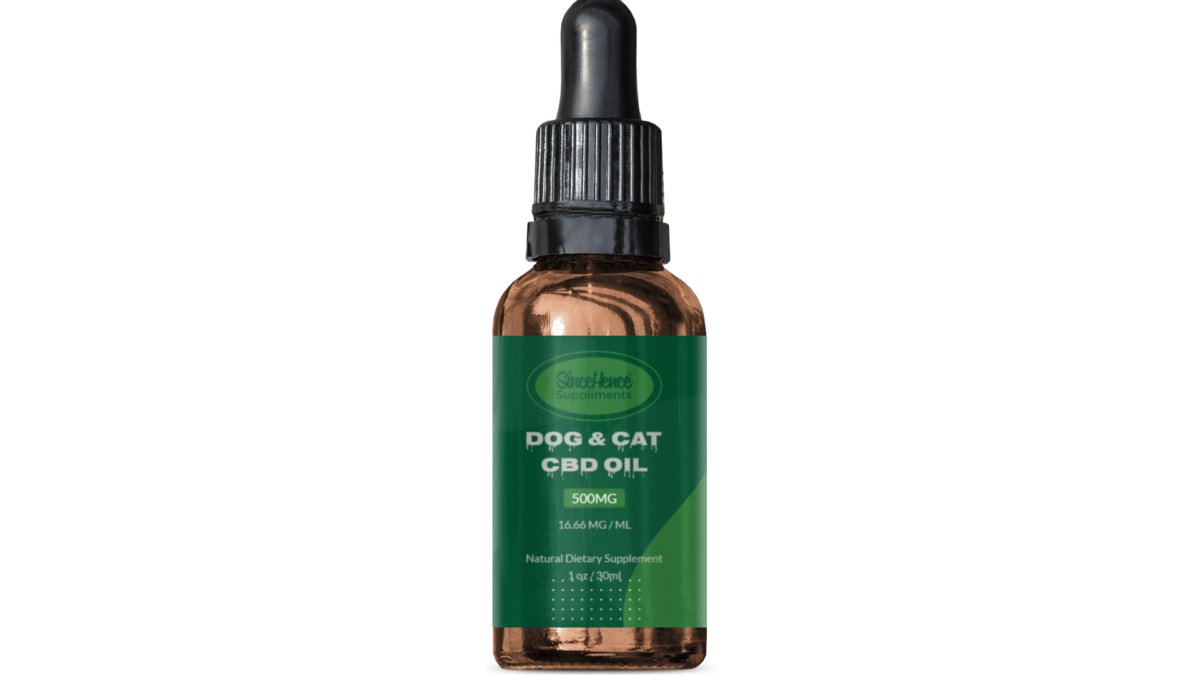 SinceHence
Suppliments
DOG & CAT
CBD OIL
500MG
16.66 MG / ML
Natural Dietary Supplement
1 oz / 30ml